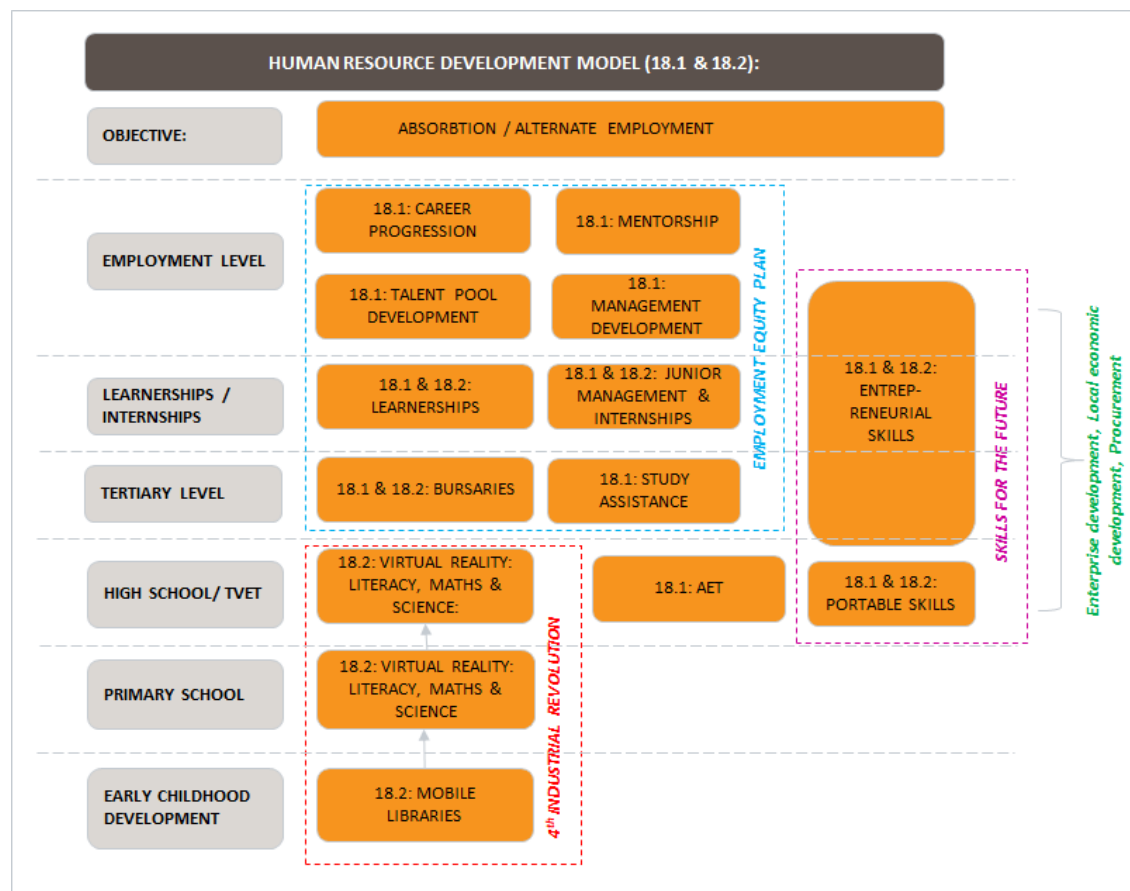 HUMAN RESOURCE DEVELOPMENT MODEL (18.1 & 18.2):
OBJECTIVE:
ABSORBTION / ALTERNATE EMPLOYMENT
EMPLOYMENT LEVEL
18.1: CAREER
PROGRESSION
18.1: MENTORSHIP
18.1: TALENT POOL
DEVELOPMENT
18.1:
MANAGEMENT
DEVELOPMENT
LEARNERSHIPS /
INTERNSHIPS
18.1 & 18.2:
LEARNERSHIPS
18.1 & 18.2: JUNIOR
MANAGEMENT &
INTERNSHIPS
TERTIARY LEVEL
18.1 & 18.2: BURSARIES
18.1: STUDY
ASSISTANCE
EMPLOYMENT EQUITY PLAN
18.1 & 18.2:
ENTREP-
RENEURIAL
SKILLS
HIGH SCHOOL/ TVET
18.2: VIRTUAL REALITY:
LITERACY, MATHS &
SCIENCE:
18.1: AET
18.1 & 18.2:
PORTABLE SKILLS
SKILLS FOR THE FUTURE
Enterprise development, Local economic
development, Procurement
PRIMARY SCHOOL
18.2: VIRTUAL REALITY:
LITERACY, MATHS &
SCIENCE
EARLY CHILDHOOD
DEVELOPMENT
18.2: MOBILE
LIBRARIES
4th INDUSTRIAL REVOLUTION